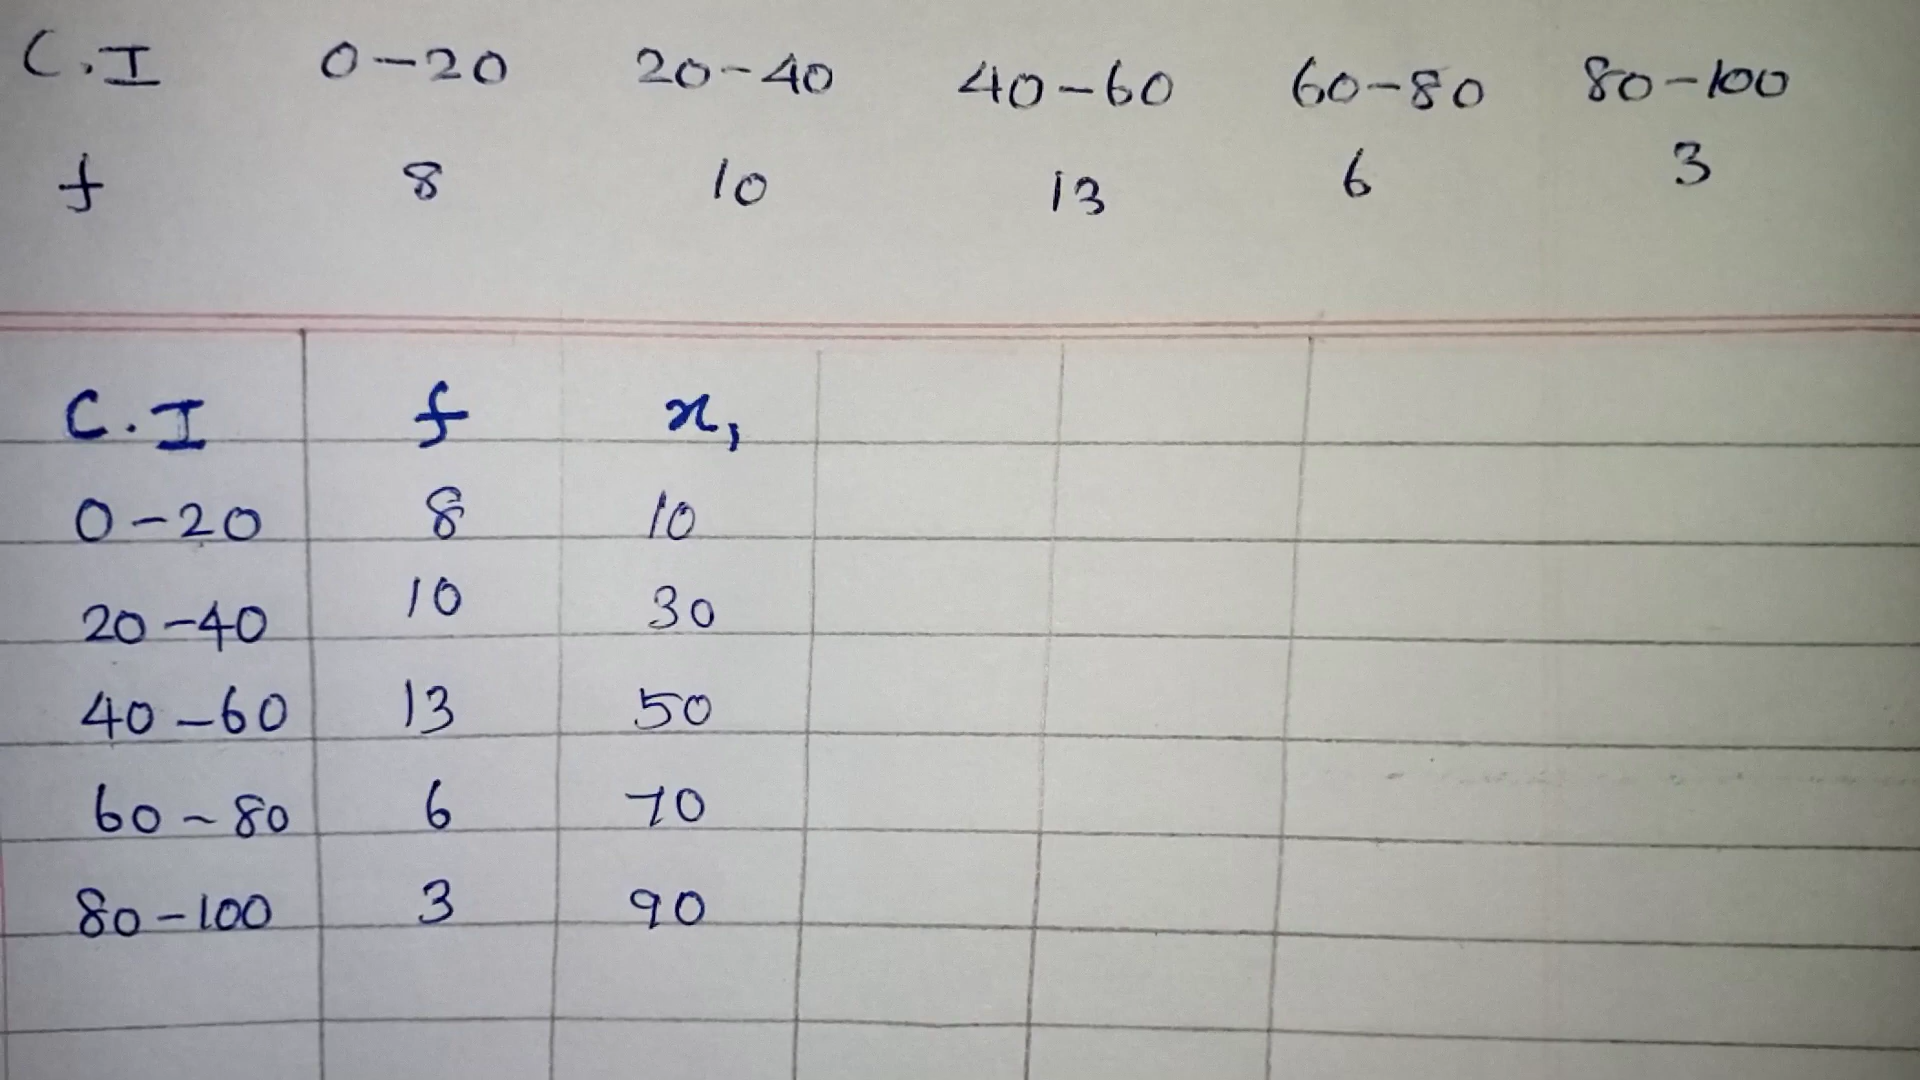 C.I 0-20 20-40 40-60 60-80 80-100
f 8 10 13 6 3
C.I f x,
0-20 8 10
20-40 10 30
40-60 13 50
60-80 6 70
80-100 3 90